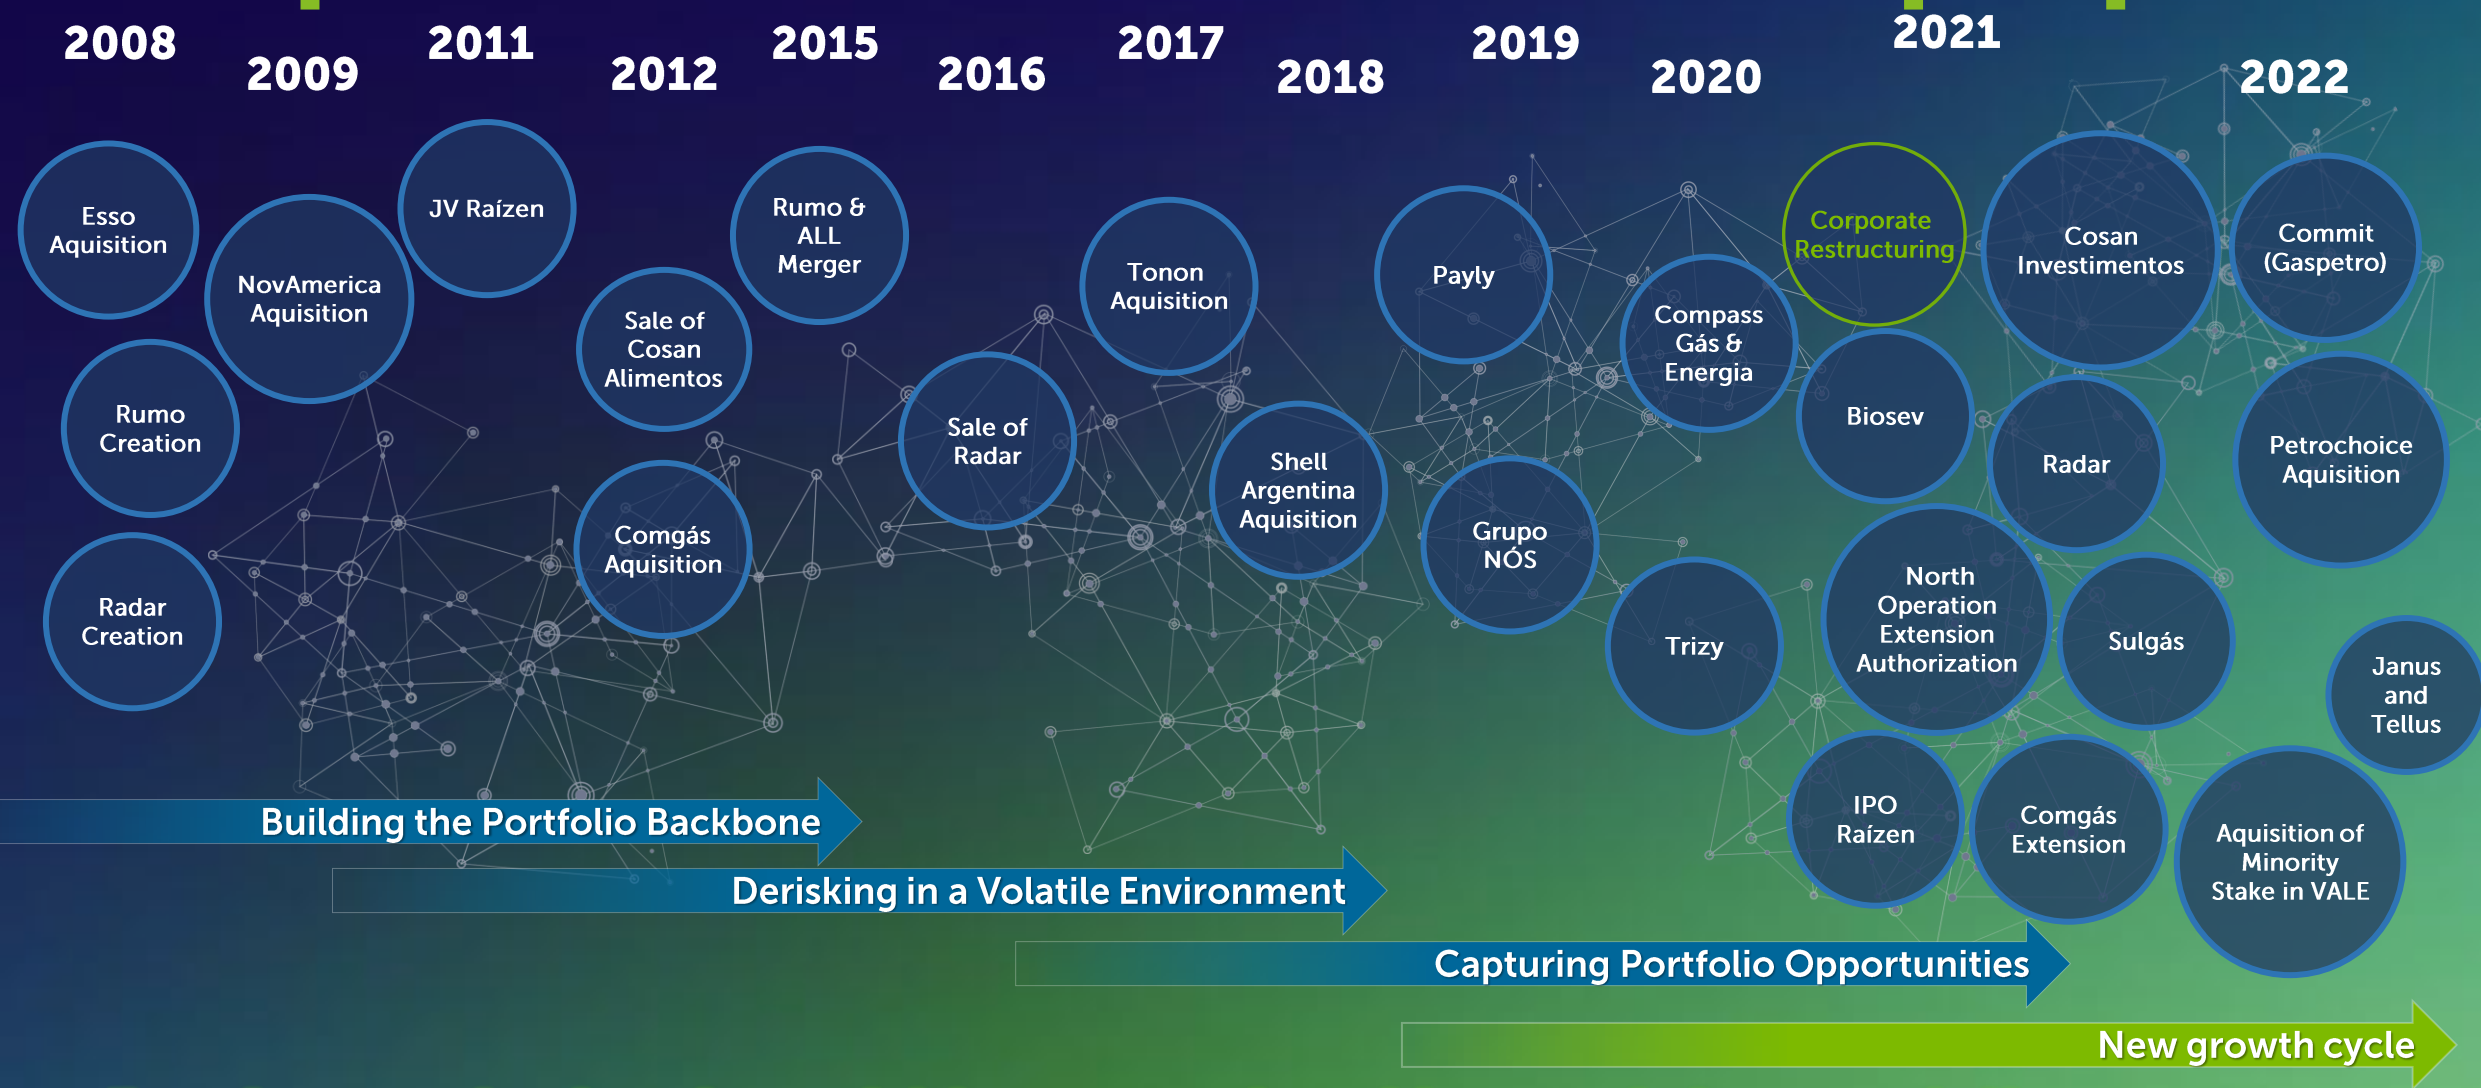 2008
2009
2011
2012
2015
2016
2017
2018
2019
2020
2021
2022
Esso
Aquisition
Rumo
Creation
Radar
Creation
NovAmerica
Aquisition
JV Raízen
Sale of
Cosan
Alimentos
Comgás
Aquisition
Rumo &
ALL
Merger
Sale of
Radar
Tonon
Aquisition
Shell
Argentina
Aquisition
Payly
Grupo
NÓS
Compass
Gás &
Energia
Trizy
Corporate
Restructuring
Biosev
North
Operation
Extension
Authorization
IPO
Raízen
Cosan
Investimentos
Radar
Sulgás
Comgás
Extension
Commit
(Gaspetro)
Petrochoice
Aquisition
Janus
and
Tellus
Aquisition of
Minority
Stake in VALE
Building the Portfolio Backbone
Derisking in a Volatile Environment
Capturing Portfolio Opportunities
New growth cycle